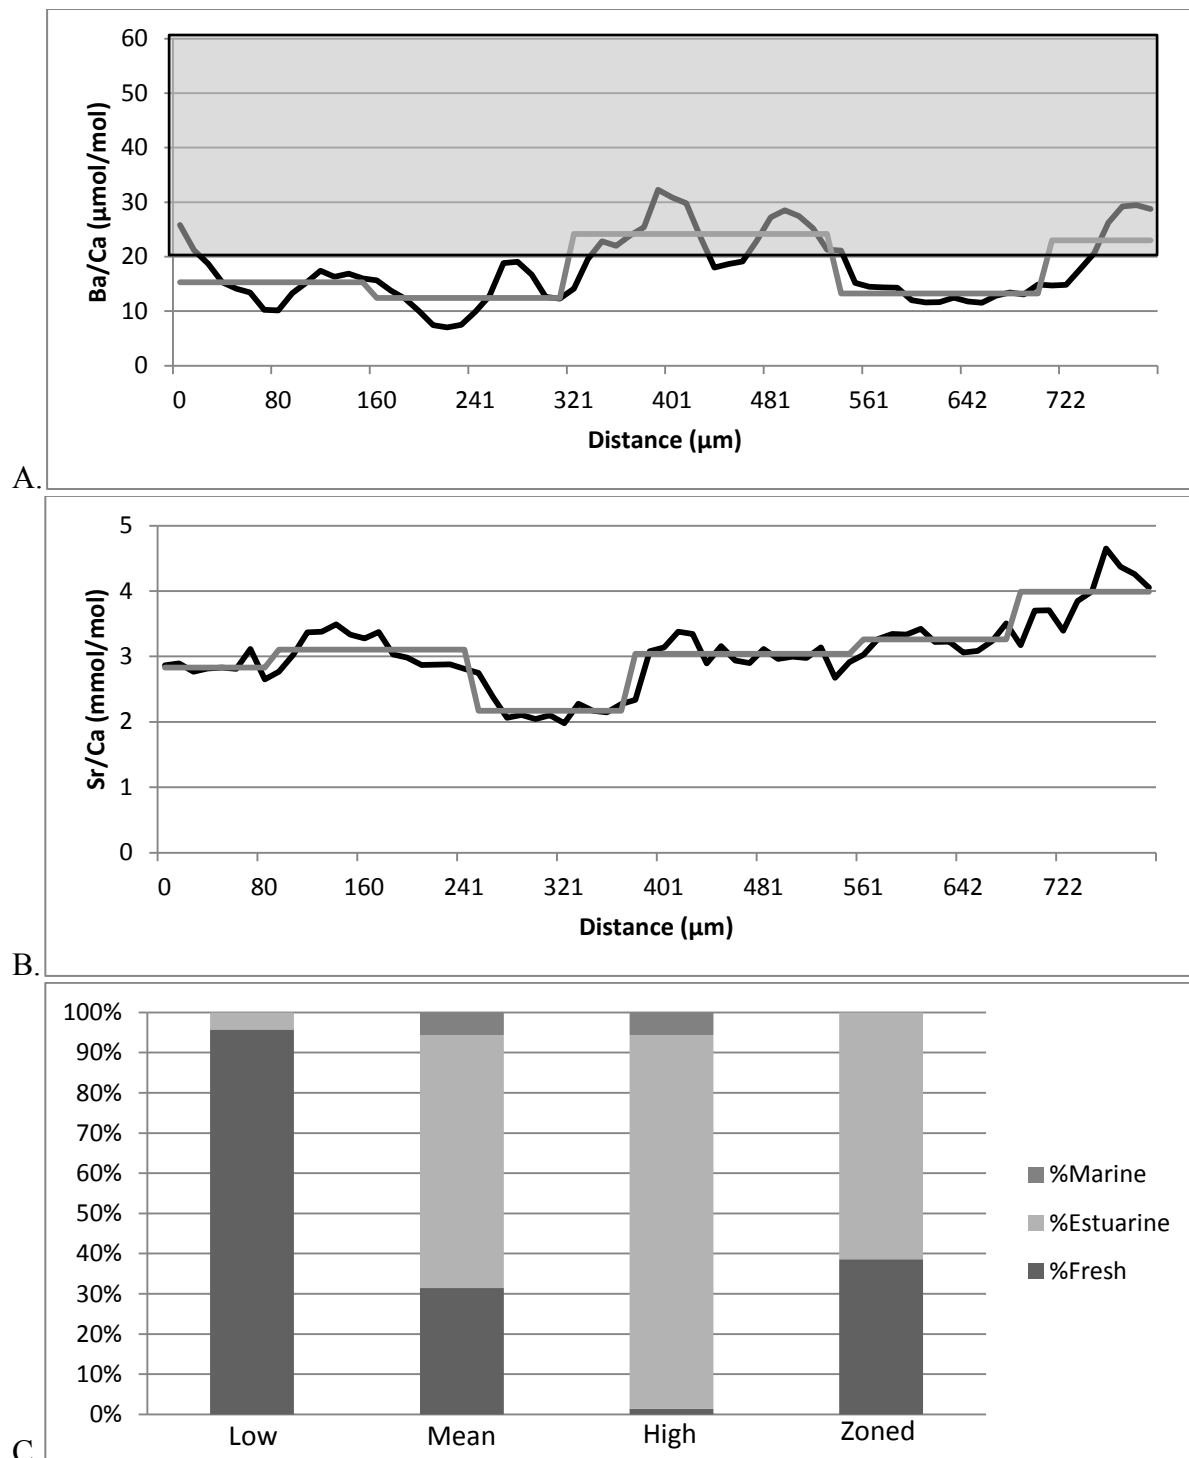 60
50
40
30
20
10
0
Ba/Ca (µmol/mol)
0 80 160 241 321 401 481 561 642 722
Distance (µm)
A.
5
4
3
2
1
0
Sr/Ca (mmol/mol)
0 80 160 241 321 401 481 561 642 722
Distance (µm)
B.
100%
90%
80%
70%
60%
50%
40%
30%
20%
10%
0%
%Marine
%Estuarine
%Fresh
Low Mean High Zoned
C